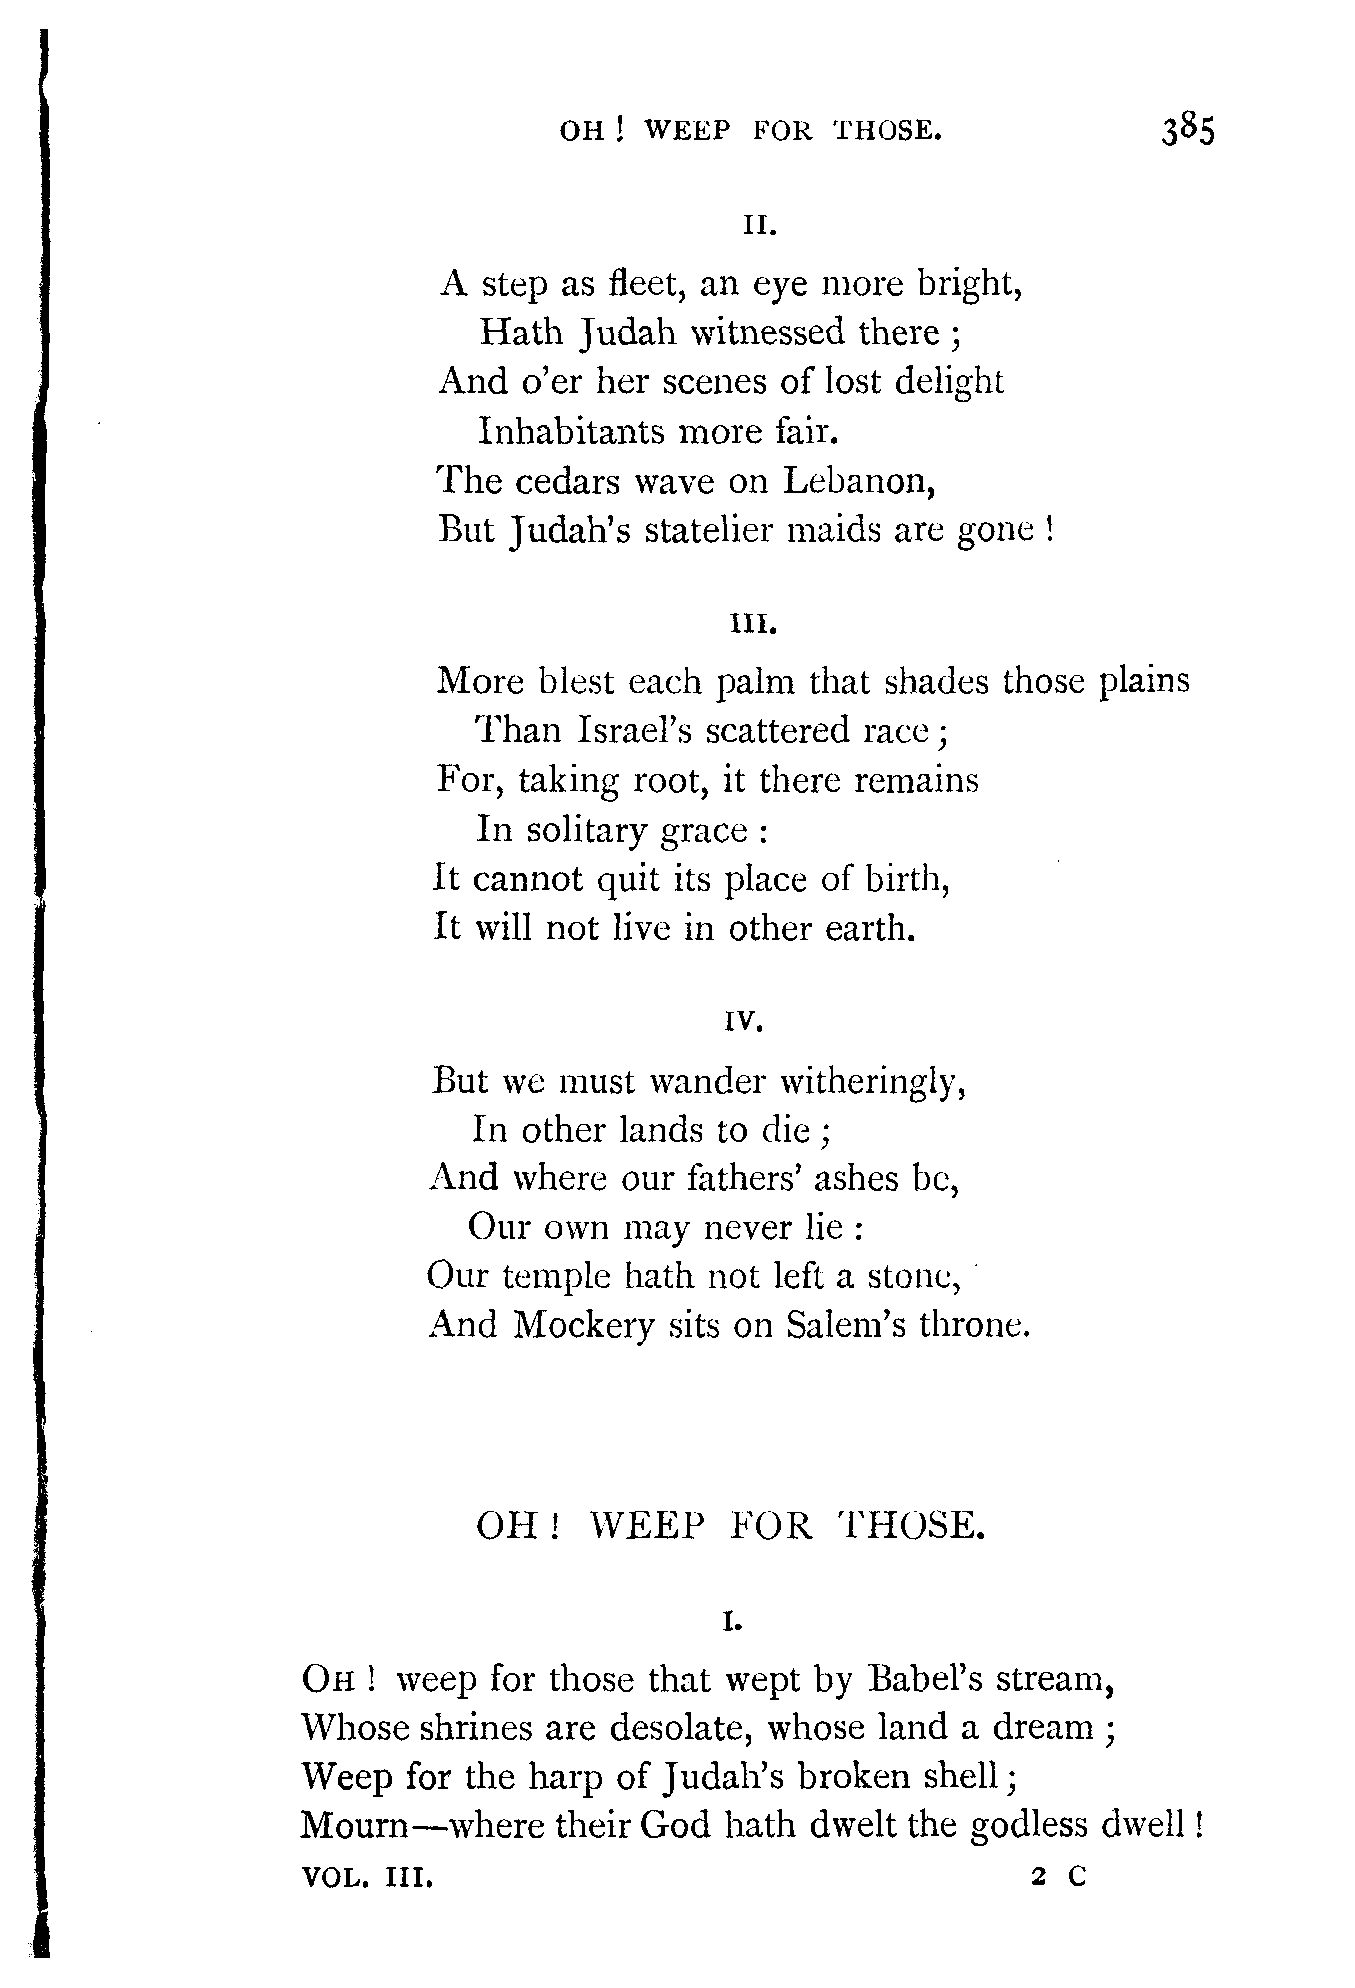 OH ! WEEP FOR THOSE. 385
II.
A step as fleet, an eye more bright,
Hath Judah witnessed there ;
And o'er her scenes of lost delight
Inhabitants more fair.
The cedars wave on Lebanon,
But Judah's statelier maids are gone !
III.
More blest each palm that shades those plains
Than Israel's scattered race ;
For, taking root, it there remains
In solitary grace :
It cannot quit its place of birth,
It will not live in other earth.
IV.
But we must wander witheringly,
In other lands to die ;
And where our fathers' ashes be,
Our own may never lie :
Our temple hath not left a stone,
And Mockery sits on Salem's throne.
OH ! WEEP FOR THOSE.
I.
OH ! weep for those that wept by Babel's stream,
Whose shrines are desolate, whose land a dream ;
Weep for the harp of Judah's broken shell ;
Mourn—where their God hath dwelt the godless dwell !
VOL. III. 2 C